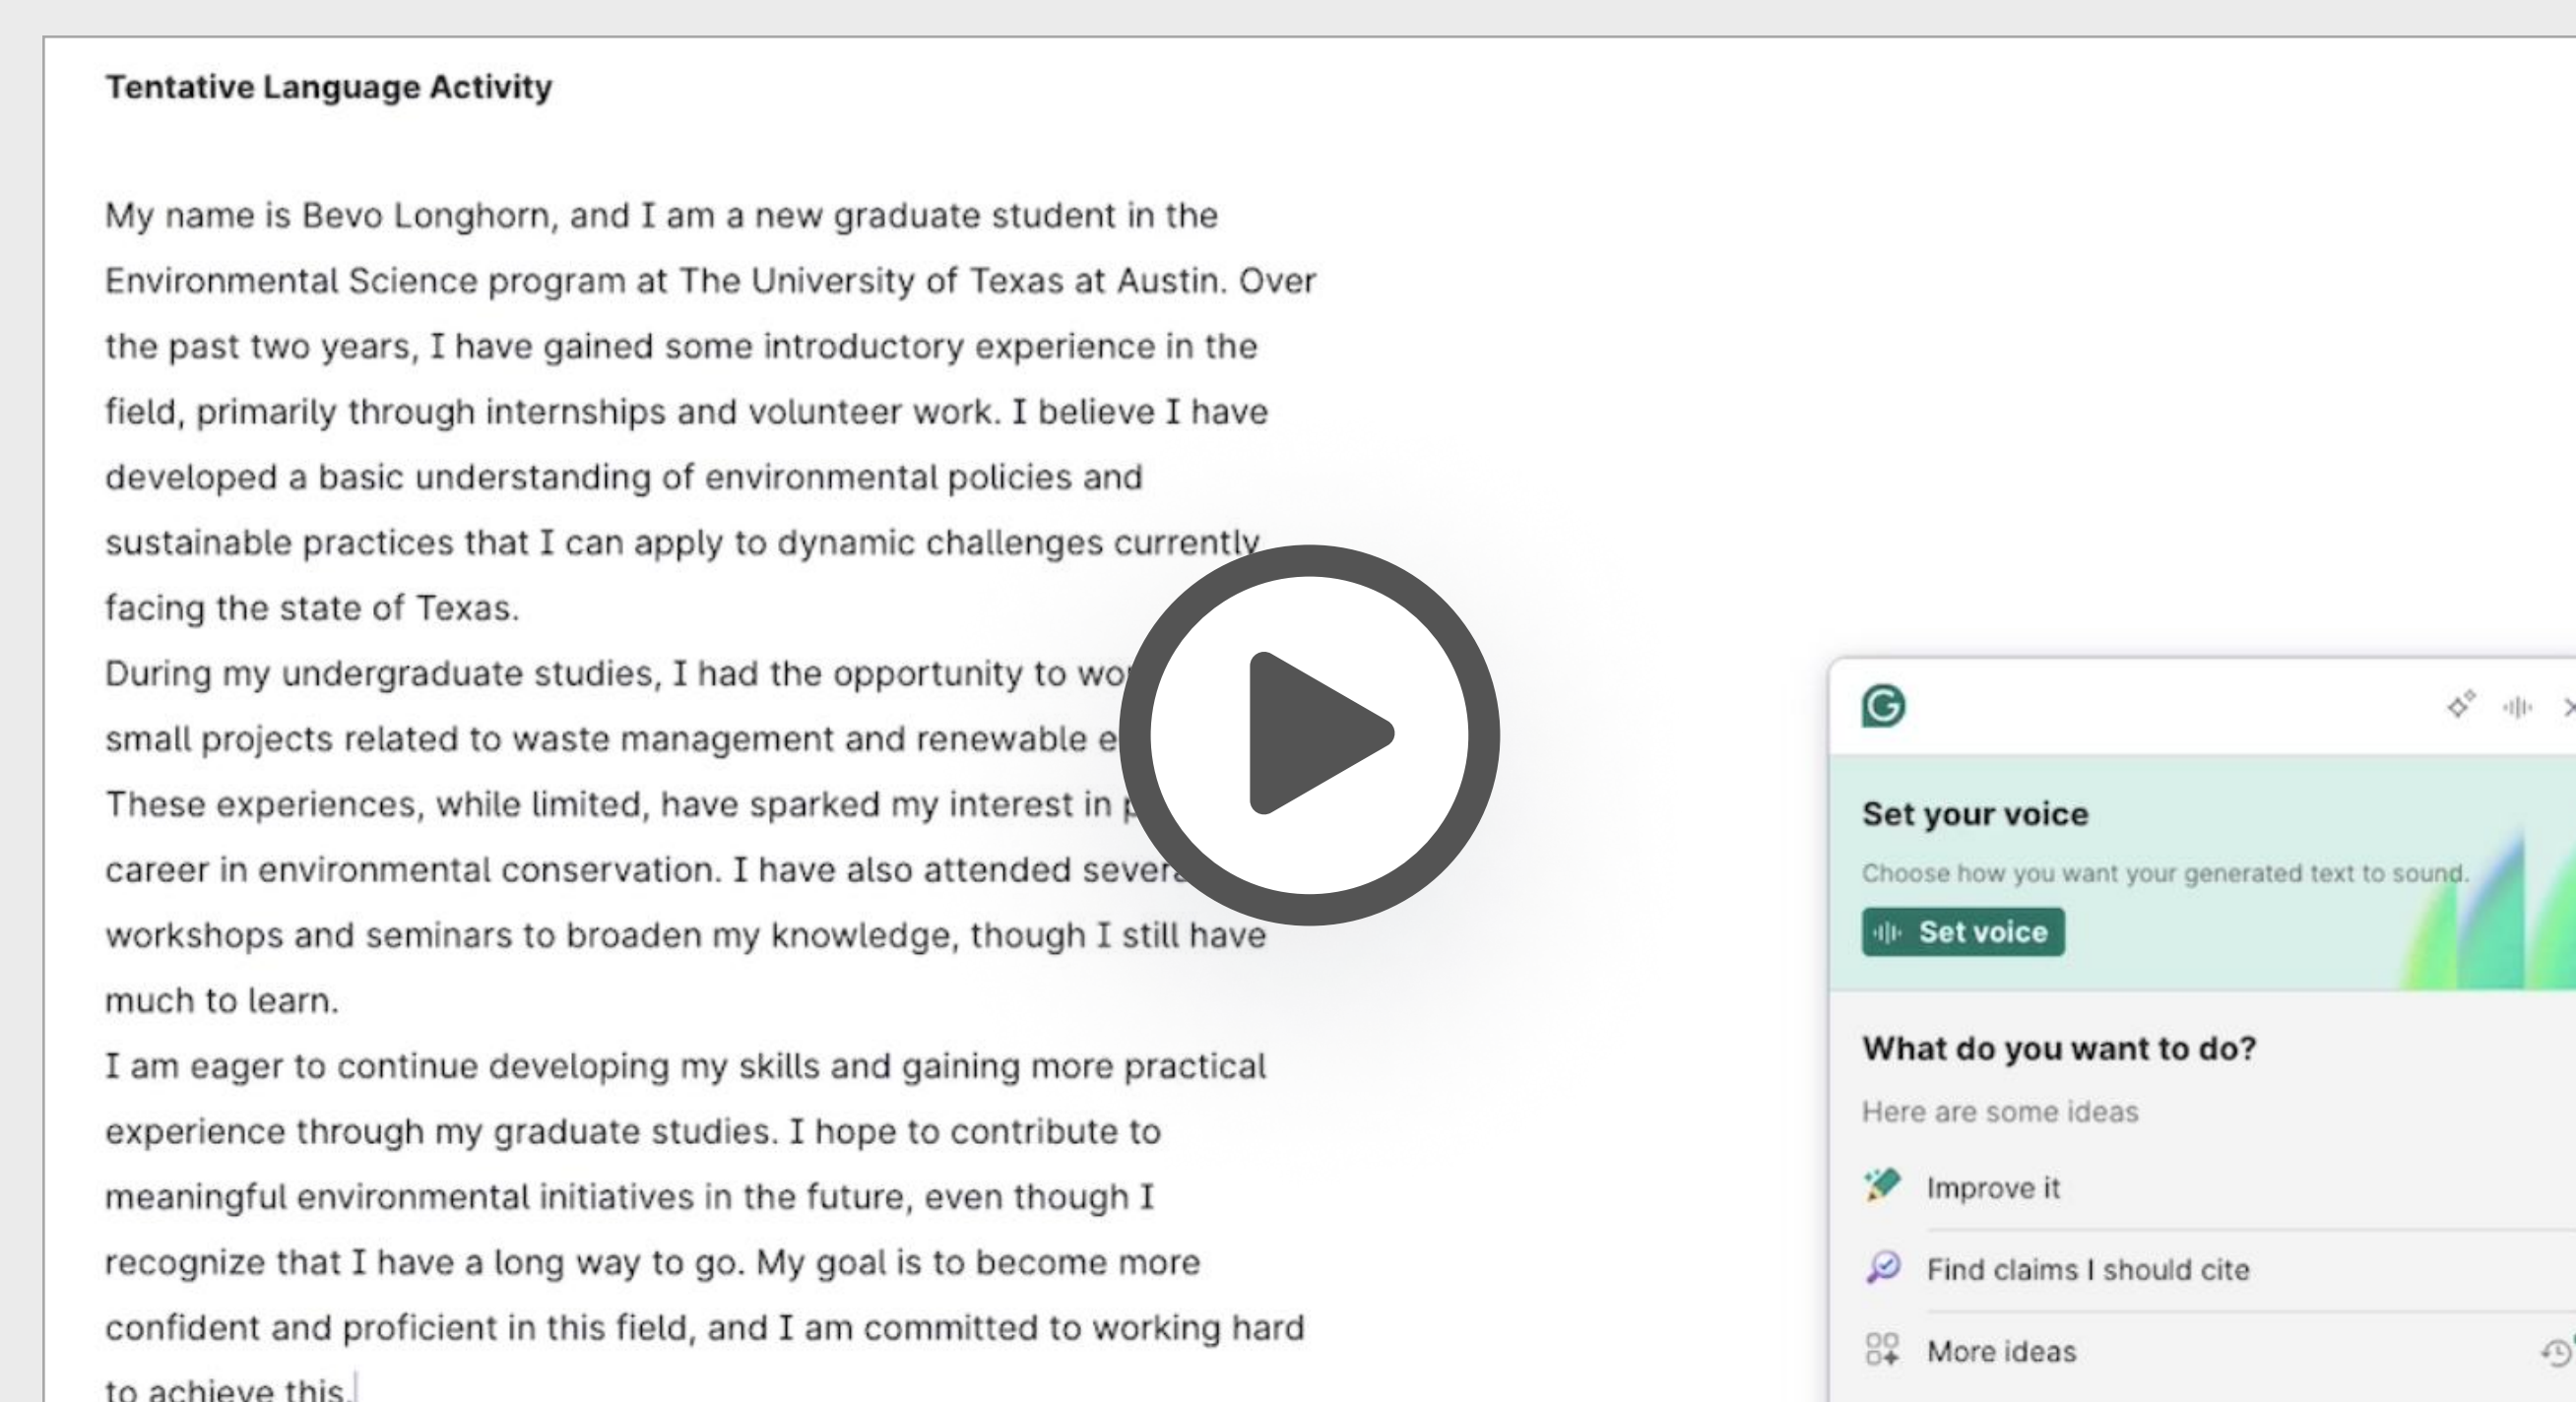 Tentative Language Activity
My name is Bevo Longhorn, and I am a new graduate student in the
Environmental Science program at The University of Texas at Austin. Over
the past two years, I have gained some introductory experience in the
field, primarily through internships and volunteer work. I believe I have
developed a basic understanding of environmental policies and
sustainable practices that I can apply to dynamic challenges currently
facing the state of Texas.
During my undergraduate studies, I had the opportunity to
small projects related to waste management and renewable
These experiences, while limited, have sparked my interest in
career in environmental conservation. I have also attended
workshops and seminars to broaden my knowledge, though I still have
much to learn.
I am eager to continue developing my skills and gaining more practical
experience through my graduate studies. I hope to contribute to
meaningful environmental initiatives in the future, even though I
recognize that I have a long way to go. My goal is to become more
confident and proficient in this field, and I am committed to working hard
to achieve this.
Set your voice
Choose how you want your generated text to sound.
Set voice
What do you want to do?
Here are some ideas
Improve it
Find claims I should cite
More ideas